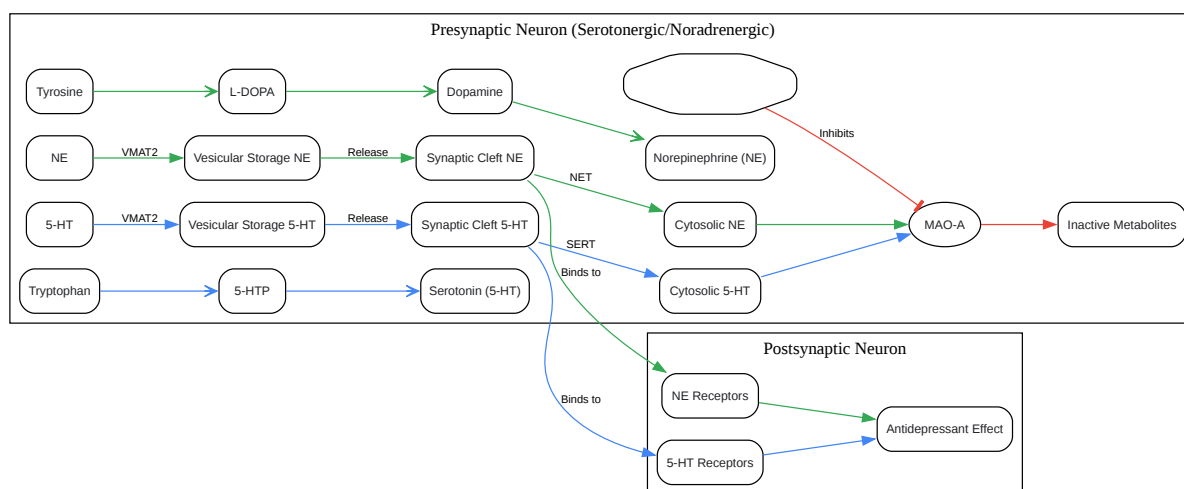 Presynaptic Neuron (Serotonergic/Noradrenergic)
Tyrosine
L-DOPA
Dopamine
Inhibits
NE
VMAT2
Vesicular Storage NE
Release
Synaptic Cleft NE
Norepinephrine (NE)
NET
5-HT
VMAT2
Vesicular Storage 5-HT
Release
Synaptic Cleft 5-HT
Cytosolic NE
MAO-A
Inactive Metabolites
SERT
Binds to
Tryptophan
5-HTP
Serotonin (5-HT)
Cytosolic 5-HT
Postsynaptic Neuron
NE Receptors
Binds to
Antidepressant Effect
5-HT Receptors